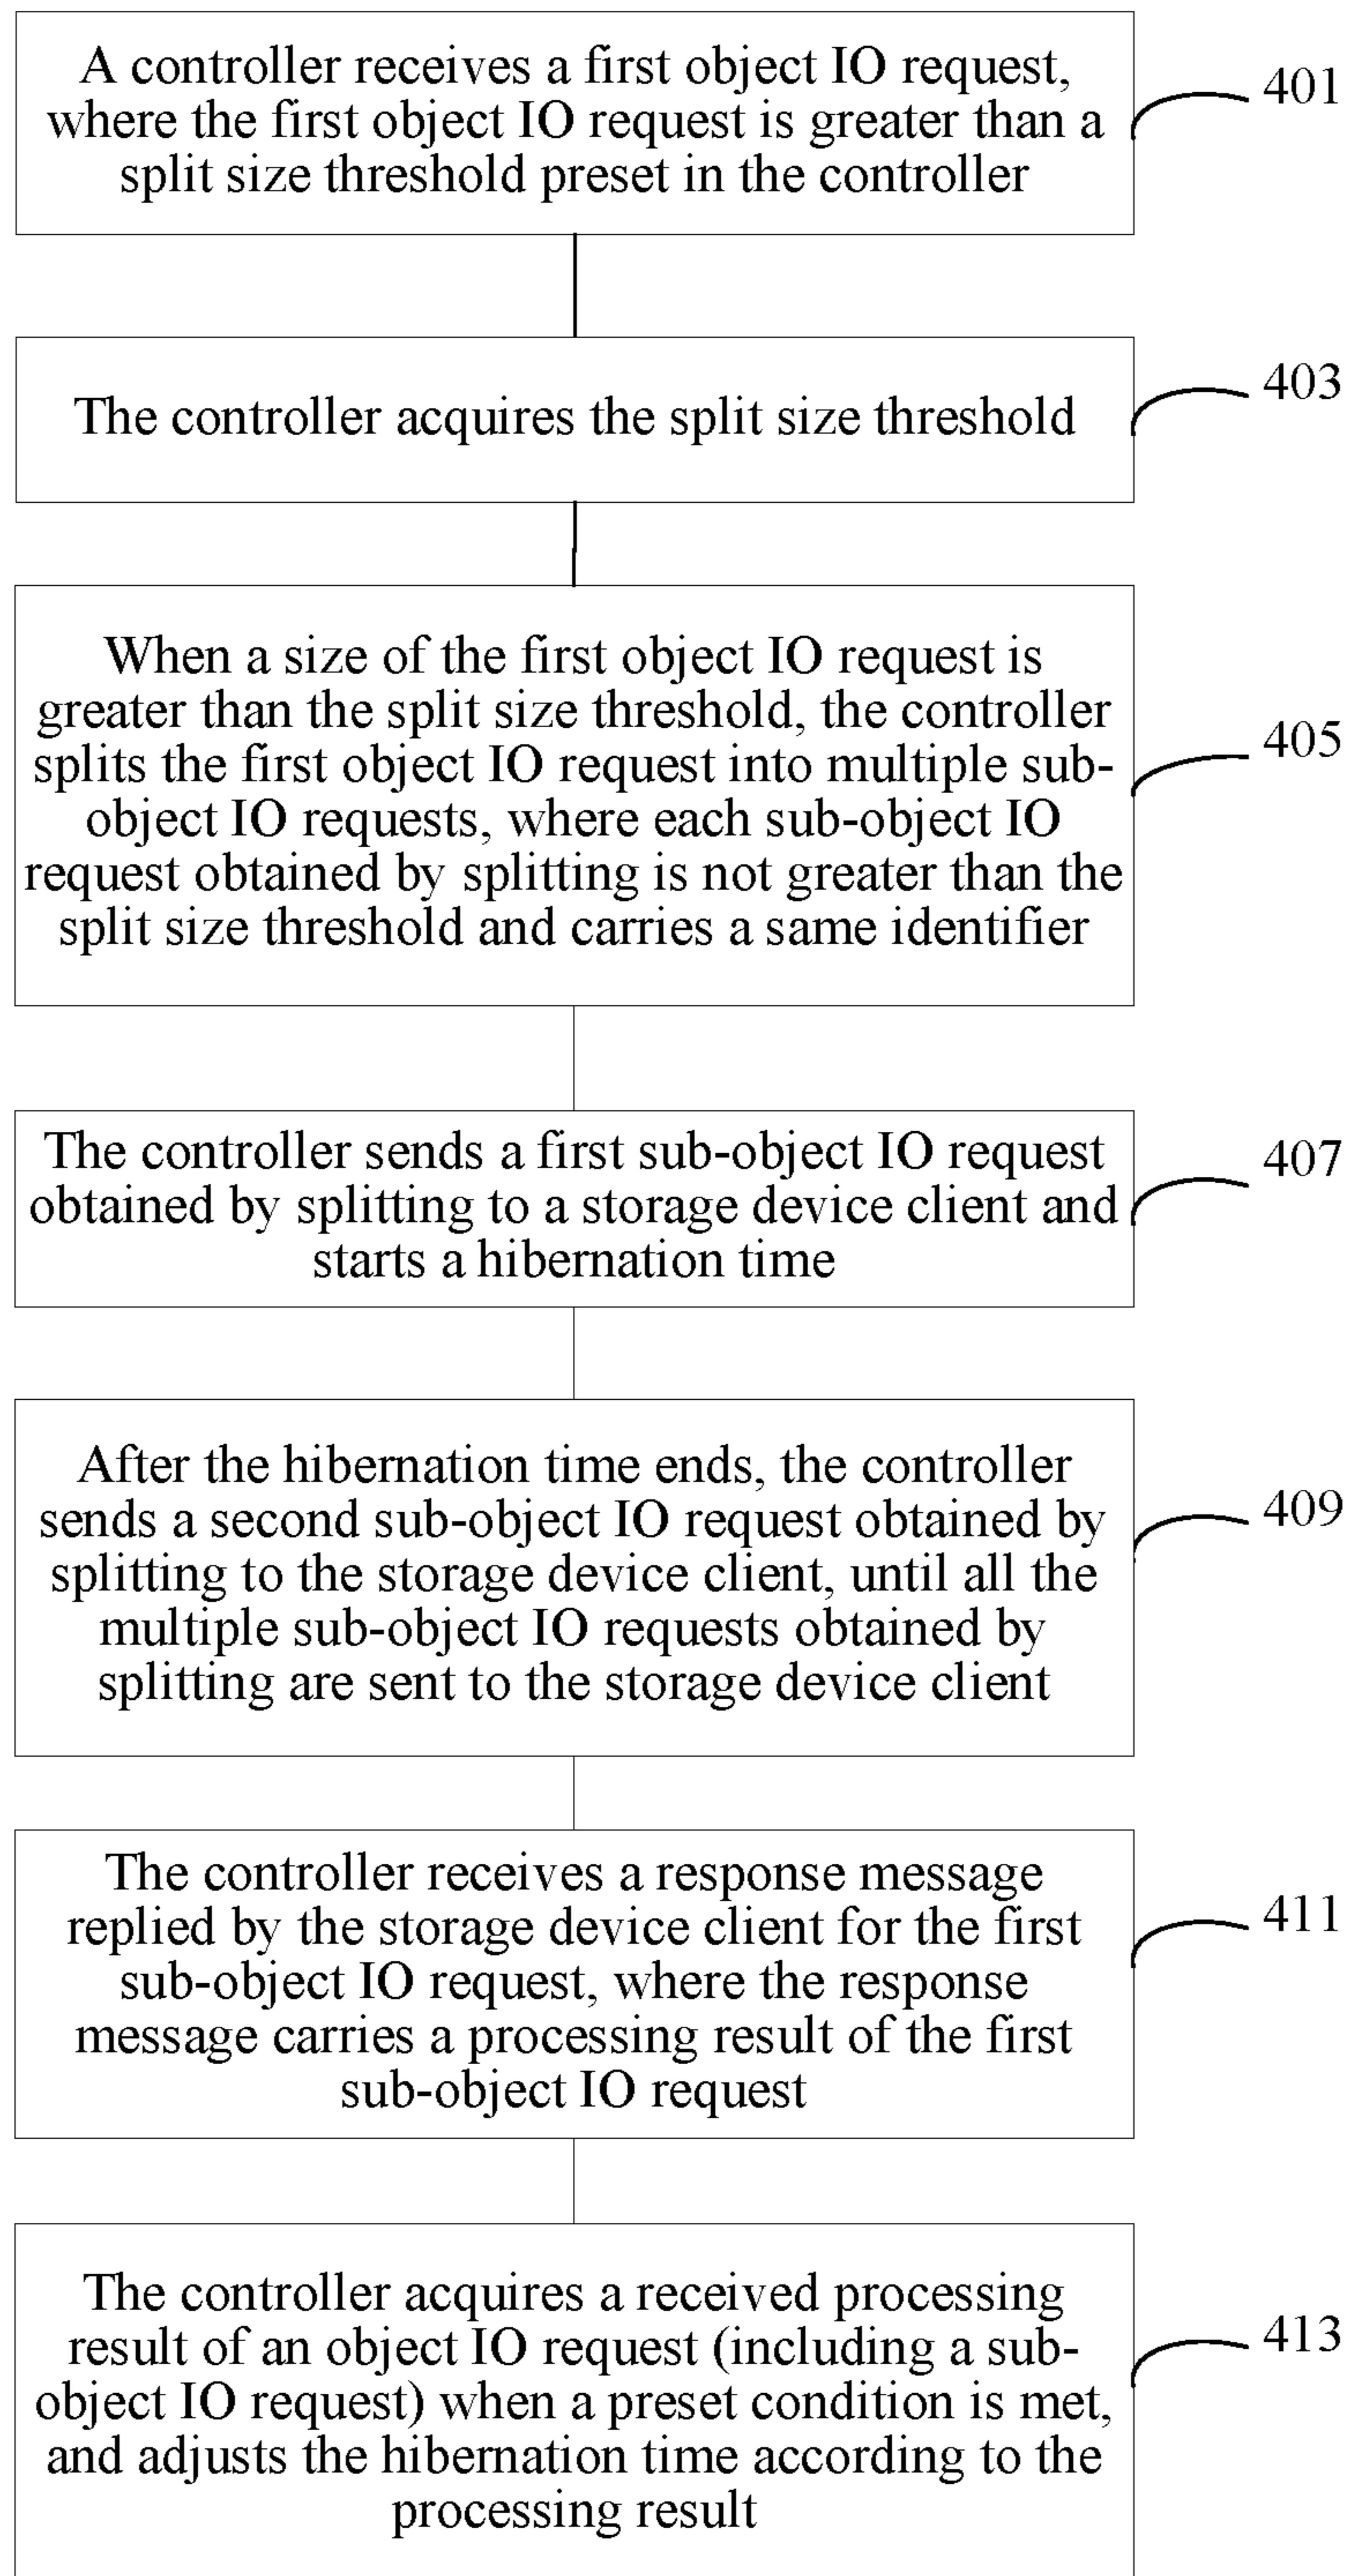 A controller receives a first object IO request,
where the first object IO request is greater than a
split size threshold preset in the controller
401
The controller acquires the split size threshold
403
When a size of the first object IO request is
greater than the split size threshold, the controller
splits the first object IO request into multiple sub-
object IO requests, where each sub-object IO
request obtained by splitting is not greater than the
split size threshold and carries a same identifier
405
The controller sends a first sub-object IO request
obtained by splitting to a storage device client and
starts a hibernation time
407
After the hibernation time ends, the controller
sends a second sub-object IO request obtained by
splitting to the storage device client, until all the
multiple sub-object IO requests obtained by
splitting are sent to the storage device client
409
The controller receives a response message
replied by the storage device client for the first
sub-object IO request, where the response
message carries a processing result of the first
sub-object IO request
411
The controller acquires a received processing
result of an object IO request (including a sub-
object IO request) when a preset condition is met,
and adjusts the hibernation time according to the
processing result
413